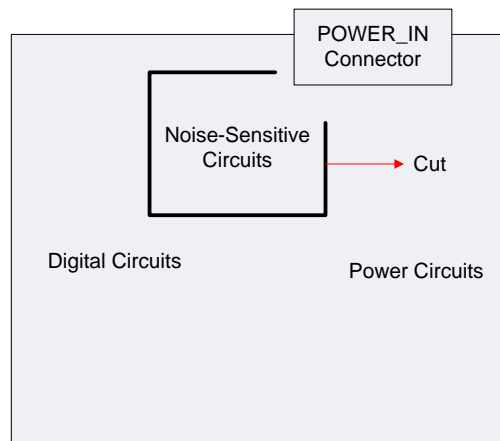 POWER_IN
Connector
Noise-Sensitive
Circuits
Cut
Digital Circuits
Power Circuits